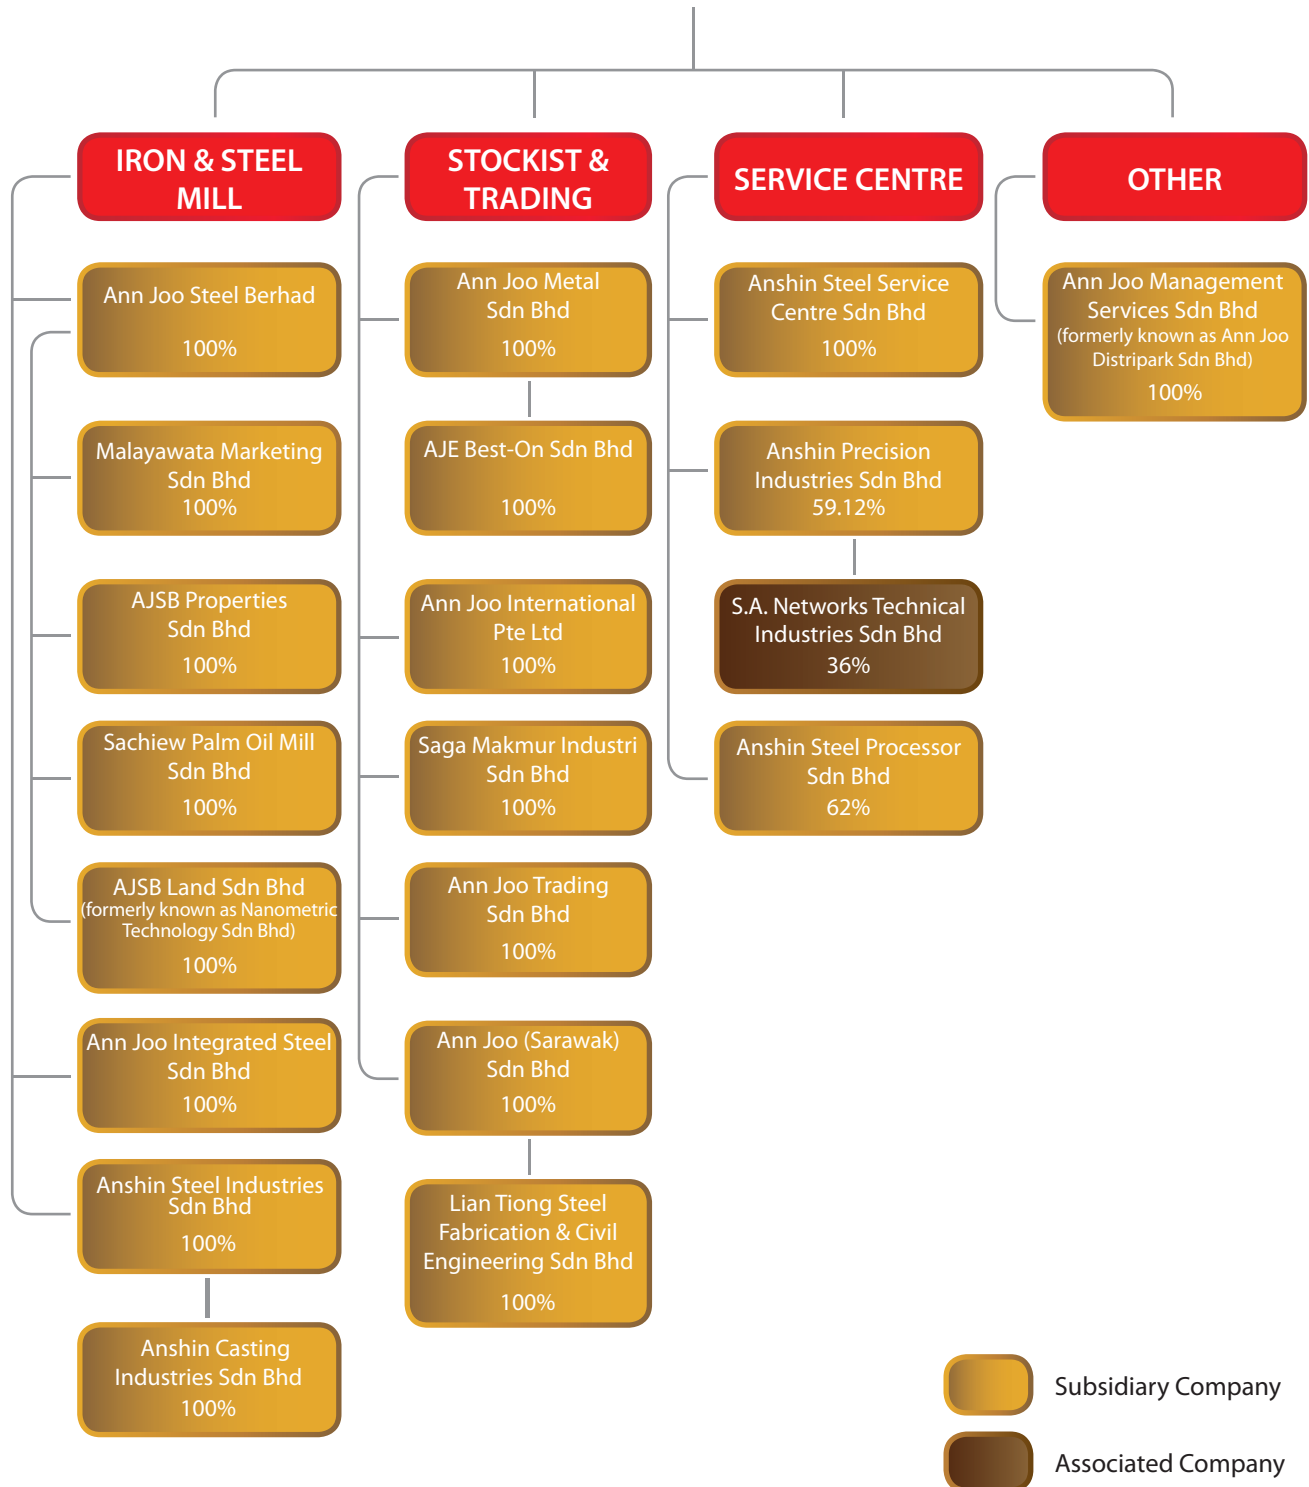 IRON & STEEL
MILL
Ann Joo Steel Berhad
100%
Malayawata Marketing
Sdn Bhd
100%
AJSB Properties
Sdn Bhd
100%
Sachiew Palm Oil Mill
Sdn Bhd
100%
AJSB Land Sdn Bhd
(formerly known as Nanometric
Technology Sdn Bhd)
100%
Ann Joo Integrated Steel
Sdn Bhd
100%
Anshin Steel Industries
Sdn Bhd
100%
Anshin Casting
Industries Sdn Bhd
100%
STOCKIST &
TRADING
Ann Joo Metal
Sdn Bhd
100%
AJE Best-On Sdn Bhd
100%
Ann Joo International
Pte Ltd
100%
Saga Makmur Industri
Sdn Bhd
100%
Ann Joo Trading
Sdn Bhd
100%
Ann Joo (Sarawak)
Sdn Bhd
100%
Lian Tiong Steel
Fabrication & Civil
Engineering Sdn Bhd
100%
SERVICE CENTRE
Anshin Steel Service
Centre Sdn Bhd
100%
Anshin Precision
Industries Sdn Bhd
59.12%
S.A. Networks Technical
Industries Sdn Bhd
36%
Anshin Steel Processor
Sdn Bhd
62%
OTHER
Ann Joo Management
Services Sdn Bhd
(formerly known as Ann Joo
Distripark Sdn Bhd)
100%
Subsidiary Company
Associated Company